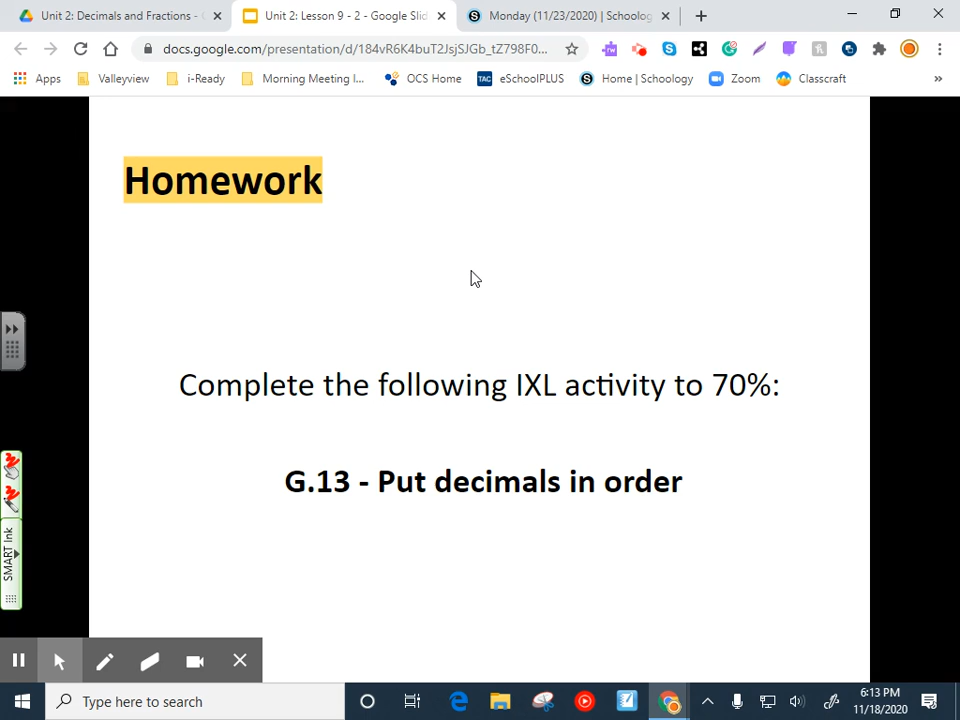 Unit 2: Decimals and Fractions -
Unit 2: Lesson 9 - 2 - Google Slid
Monday (11/23/2020) | Schoolog
docs.google.com/presentation/d/184vR6K4buT2JsjSJGb_tZ798F0...
Apps
Valleyview
i-Ready
Morning Meeting I...
OCS Home
TAC
eSchoolPLUS
Home | Schoology
Zoom
Classcraft
»
Homework
Complete the following IXL activity to 70%:
G.13 - Put decimals in order
SMART Ink
Type here to search
6:13 PM
11/18/2020